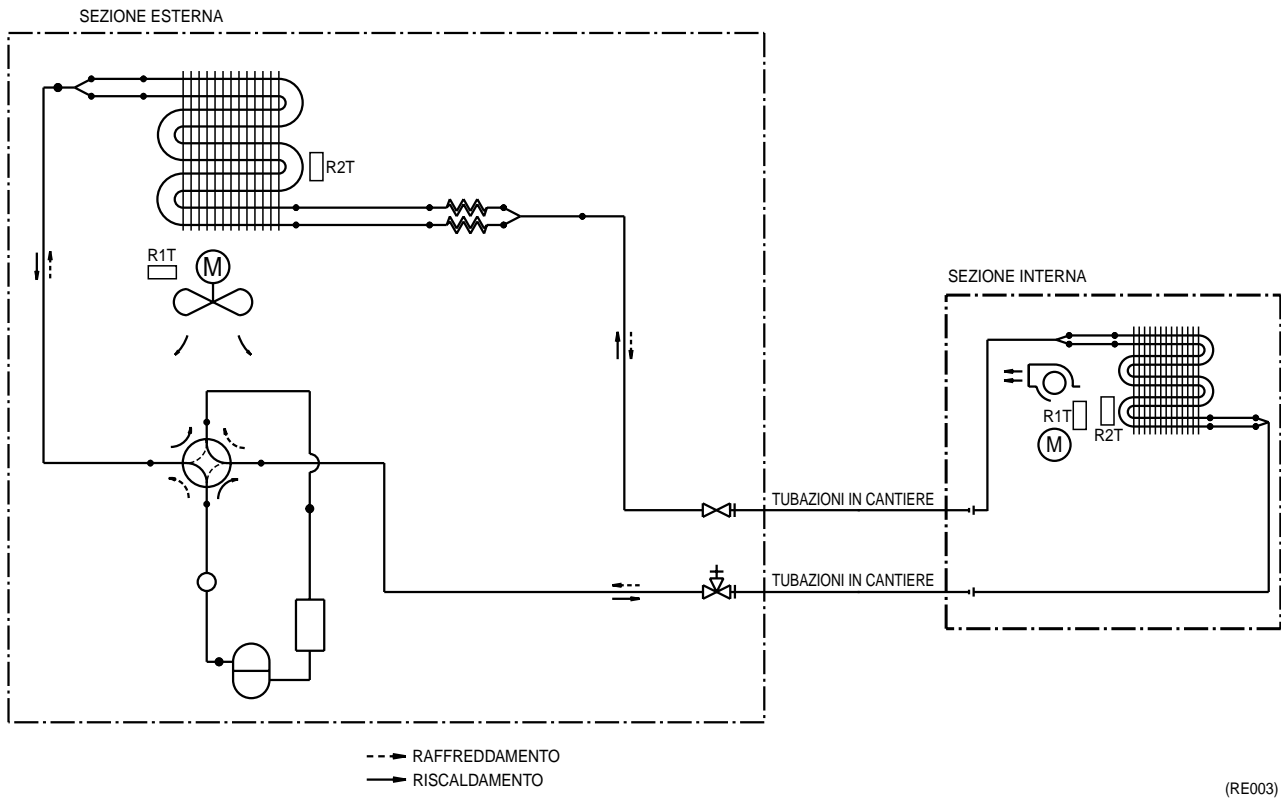 SEZIONE ESTERNA
R2T
R1T
M
SEZIONE INTERNA
R1T
R2T
M
TUBAZIONI IN CANTIERE
TUBAZIONI IN CANTIERE
RAFFREDDAMENTO
RISCALDAMENTO
(RE003)